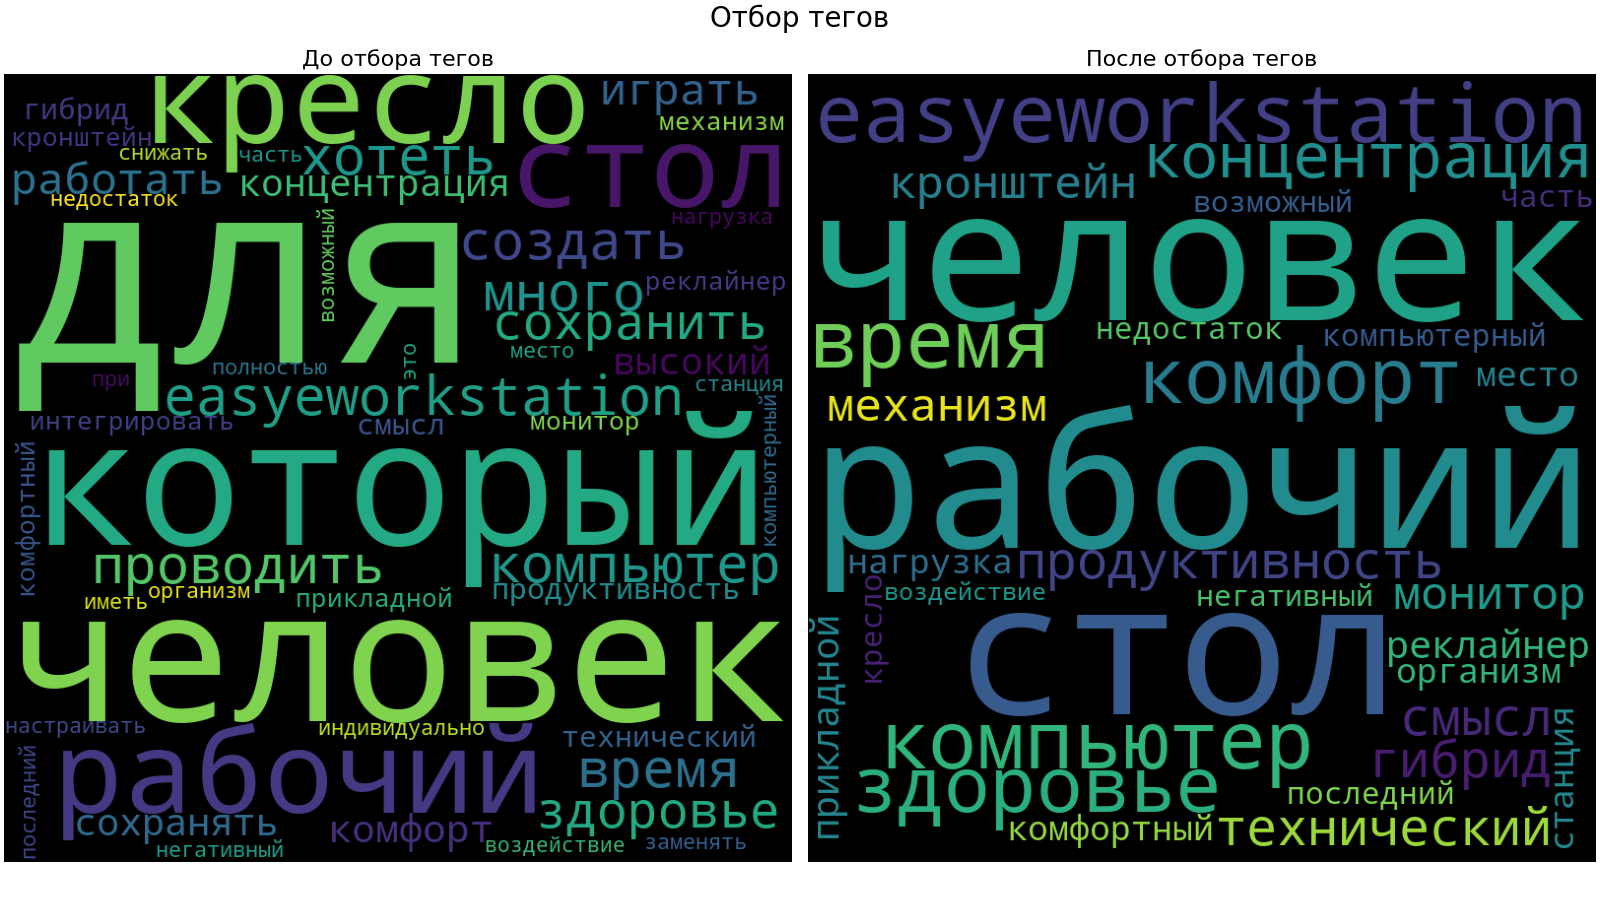 Отбор тегов
До отбора тегов
кресло
играть
гибрид
механизм
кронштейн
снижать
часть
хотеть
стол
работать
концентрация
недостаток
нагрузка
для
возможный
создать
много
реклайнер
сохранить
место
высокий
полностью
это
при
easyeworkstation
станция
интегрировать
смысл
монитор
который
комфортный
компьютерный
проводить
компьютер
продуктивность
организм
иметь
прикладной
человек
настраивать
индивидуально
рабочий
технический
последний
время
здоровье
сохранять
комфорт
воздействие
заменять
негативный
После отбора тегов
easyeworkstation
концентрация
кронштейн
возможный
часть
человек
время
недостаток
компьютерный
комфорт
место
механизм
рабочий
нагрузка
продуктивность
кресло
воздействие
негативный
монитор
стол
прикладной
реклайнер
организм
смысл
компьютер
гибрид
станция
здоровье
последний
комфортный
технический